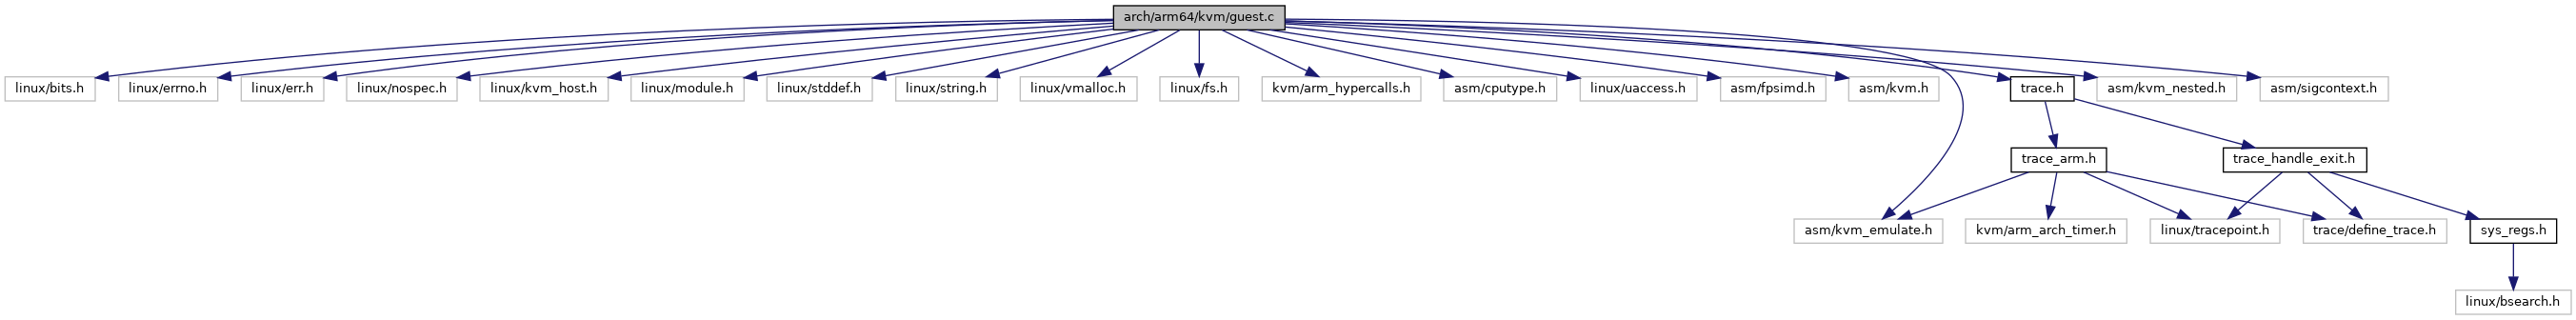 arch/arm64/kvm/guest.c
linux/bits.h
linux/errno.h
linux/err.h
linux/nospec.h
linux/kvm_host.h
linux/module.h
linux/stddef.h
linux/string.h
linux/vmalloc.h
linux/fs.h
kvm/arm_hypercalls.h
asm/cputype.h
linux/uaccess.h
asm/fpsimd.h
asm/kvm.h
trace.h
asm/kvm_nested.h
asm/sigcontext.h
trace_arm.h
trace_handle_exit.h
asm/kvm_emulate.h
kvm/arm_arch_timer.h
linux/tracepoint.h
trace/define_trace.h
sys_regs.h
linux/bsearch.h